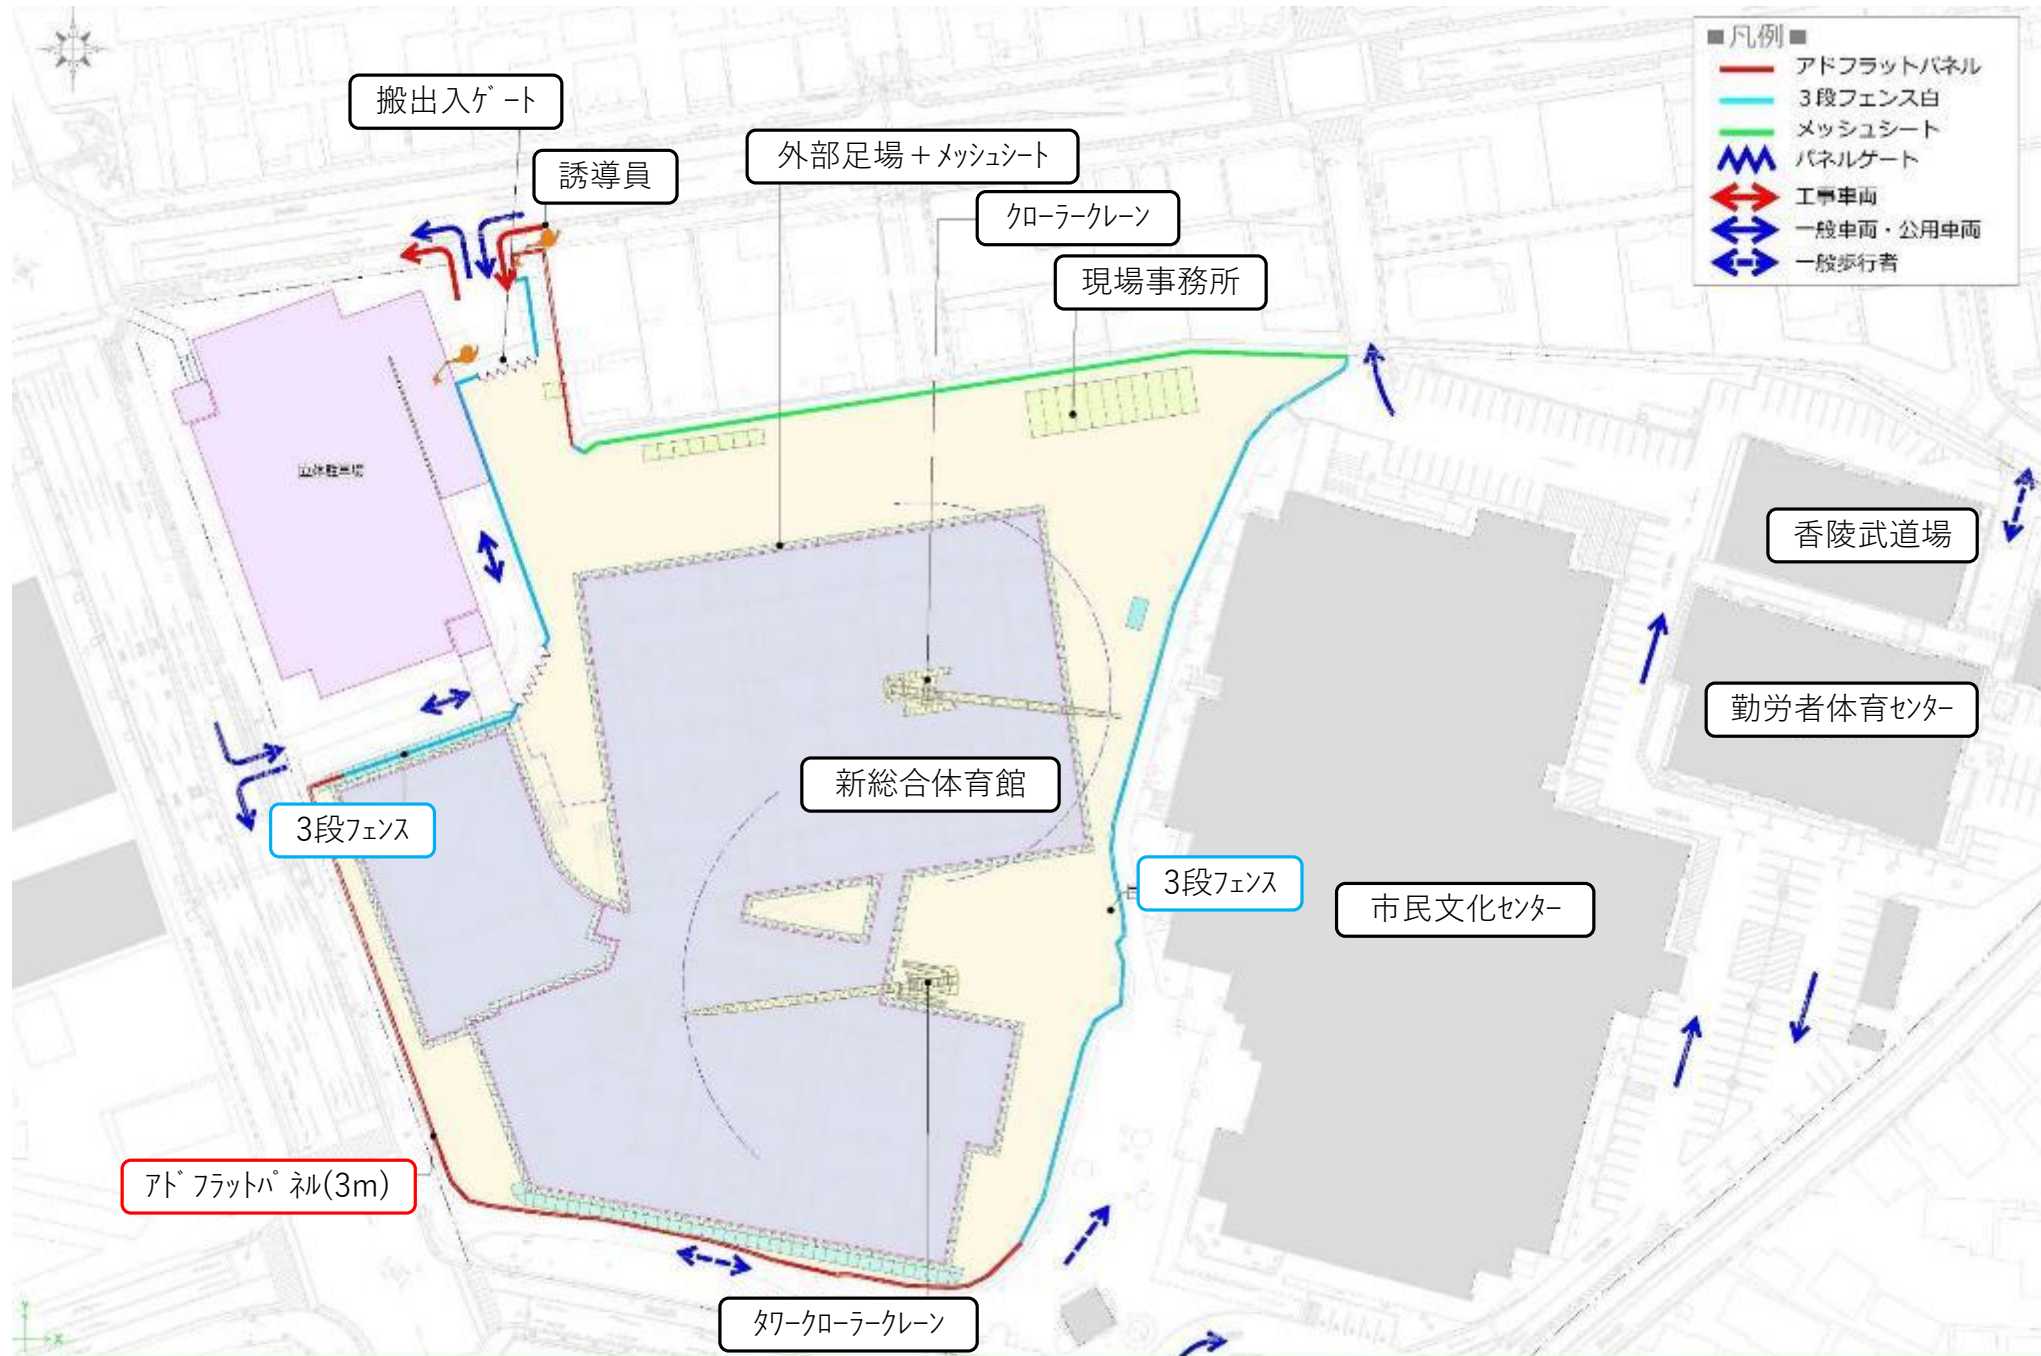 ■凡例■
アドフラットパネル
3段フェンス白
メッシュシート
パネルゲート
工事車両
一般車両・公用車両
一般歩行者
搬出入ｹﾞｰﾄ
誘導員
外部足場+ﾒｯｼｭｼｰﾄ
ｸﾛｰﾗｰｸﾚｰﾝ
現場事務所
立体駐車場
香陵武道場
勤労者体育ｾﾝﾀｰ
新総合体育館
3段ﾌｪﾝｽ
3段ﾌｪﾝｽ
市民文化ｾﾝﾀｰ
ｱﾄﾞﾌﾗｯﾄﾊﾟﾈﾙ(3m)
ﾀﾜｰｸﾛｰﾗｰｸﾚｰﾝ
Y
X